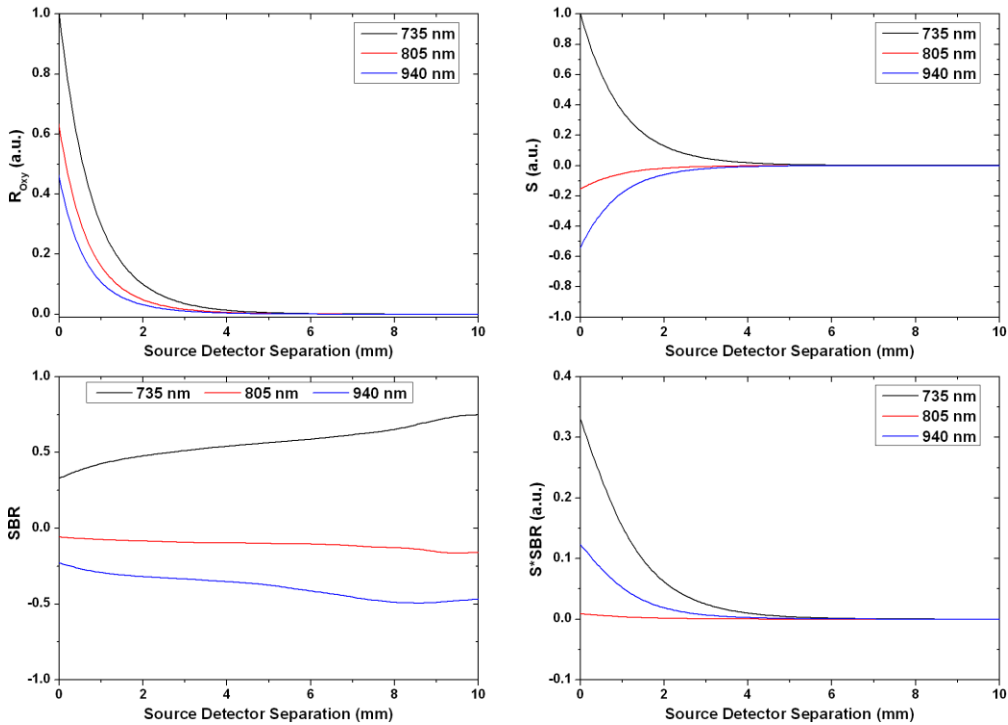 1.0
0.8
0.6
0.4
0.2
0.0
R_Oxy (a.u.)
735 nm
805 nm
940 nm
0 2 4 6 8 10
Source Detector Separation (mm)
1.0
0.8
0.6
0.4
0.2
0.0
-0.2
-0.4
-0.6
-0.8
-1.0
S (a.u.)
735 nm
805 nm
940 nm
0 2 4 6 8 10
Source Detector Separation (mm)
1.0
0.5
0.0
-0.5
-1.0
SBR
735 nm 805 nm 940 nm
0 2 4 6 8 10
Source Detector Separation (mm)
0.4
0.3
0.2
0.1
0.0
-0.1
S*SBR (a.u.)
735 nm
805 nm
940 nm
0 2 4 6 8 10
Source Detector Separation (mm)